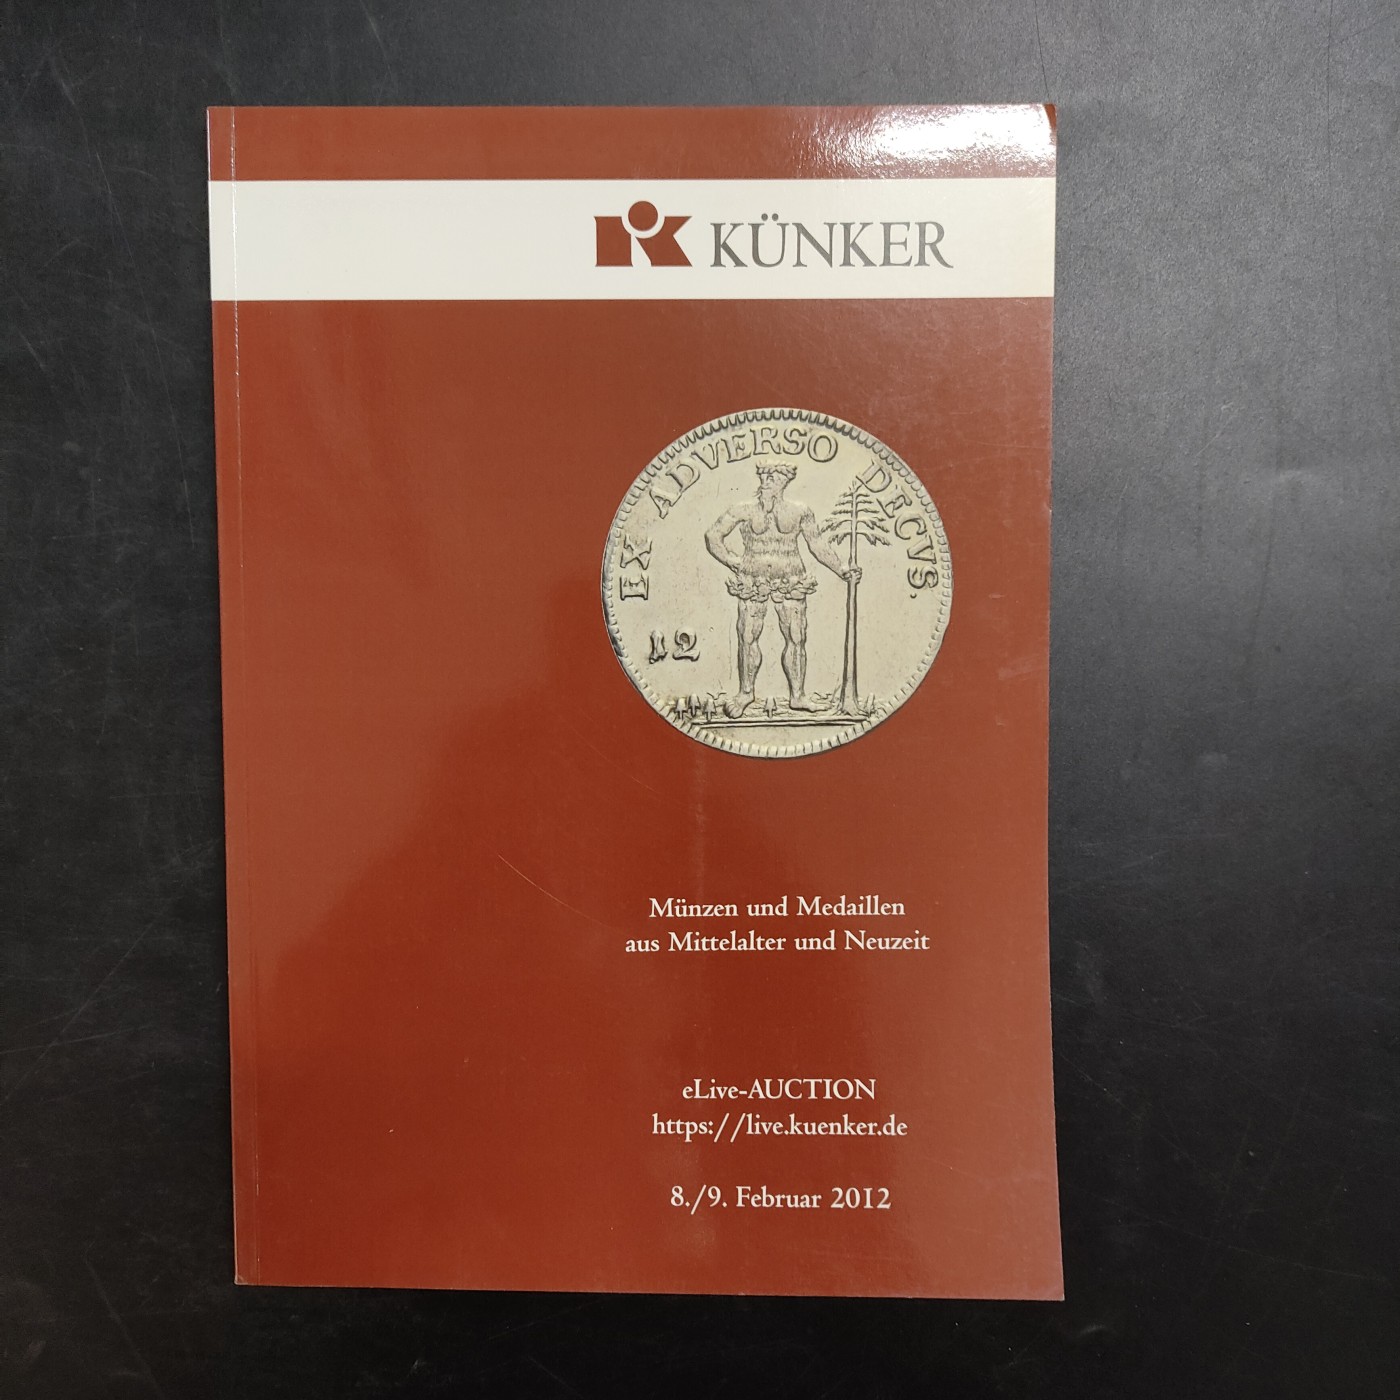 KÜNKER
EX ADVERSO DECVS.
12
Münzen und Medaillen
aus Mittelalter und Neuzeit
eLive-AUCTION
https://live.kuenker.de
8./9. Februar 2012